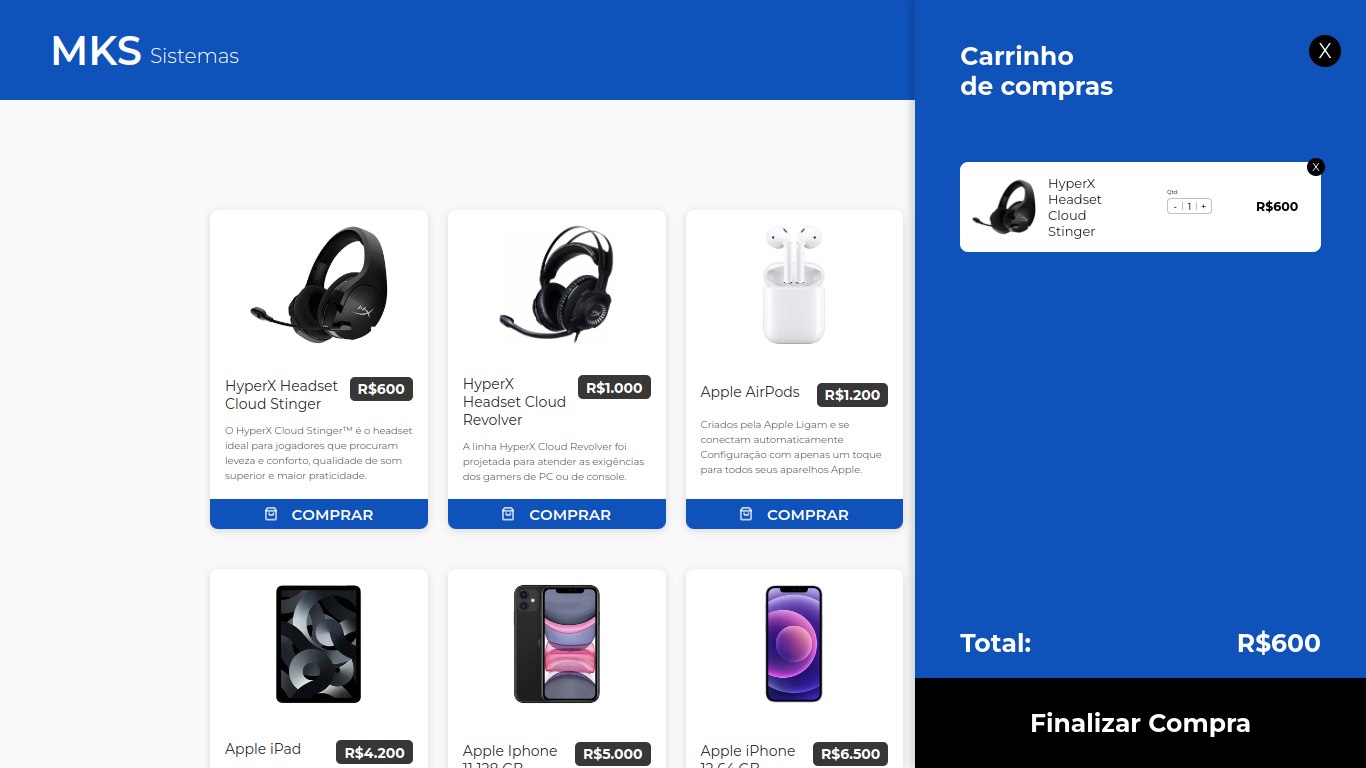 MKS Sistemas
HyperX Headset
Cloud Stinger
R$600
O HyperX Cloud Stinger™ é o headset
ideal para jogadores que procuram
leveza e conforto, qualidade de som
superior e maior praticidade.
COMPRAR
HyperX
Headset Cloud
Revolver
R$1.000
A linha HyperX Cloud Revolver foi
projetada para atender as exigências
dos gamers de PC ou de console.
COMPRAR
Apple AirPods
R$1.200
Criados pela Apple Ligam e se
conectam automaticamente
Configuração com apenas um toque
para todos seus aparelhos Apple.
COMPRAR
Apple iPad
R$4.200
Apple Iphone
11 128 GB
R$5.000
Apple iPhone
12 64 GB
R$6.500
Carrinho
de compras
X
X
HyperX
Headset
Cloud
Stinger
Qtd:
- 1 +
R$600
Total:
R$600
Finalizar Compra